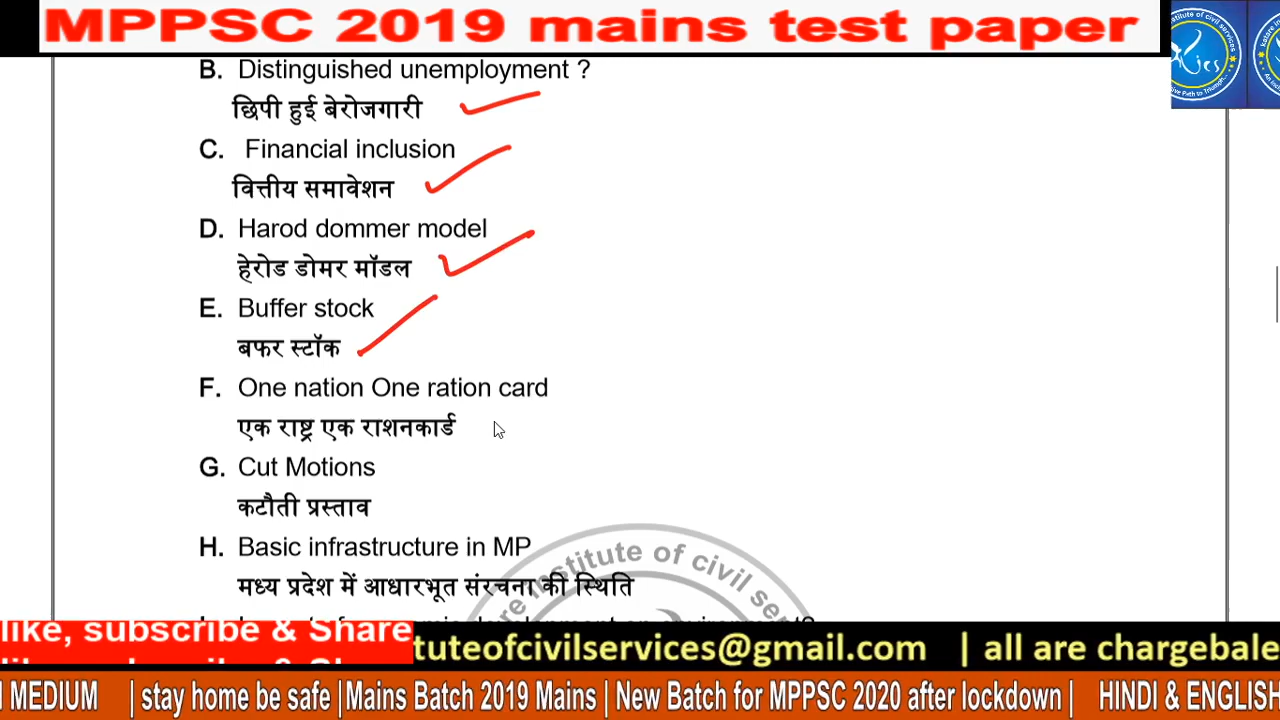 MPPSC 2019 mains test paper
B. Distinguished unemployment ?
छिपी हुई बेरोजगारी
C. Financial inclusion
वित्तीय समावेशन
D. Harod dommer model
हेरोड डोमर मॉडल
E. Buffer stock
बफर स्टॉक
F. One nation One ration card
एक राष्ट्र एक राशनकार्ड
G. Cut Motions
कटौती प्रस्ताव
H. Basic infrastructure in MP
मध्य प्रदेश में आधारभूत संरचना की स्थिति
institute of civil
like, subscribe & Share
tuteofcivilservices@gmail.com | all are chargebale
MEDIUM | stay home be safe |Mains Batch 2019 Mains | New Batch for MPPSC 2020 after lockdown | HINDI & ENGLISH